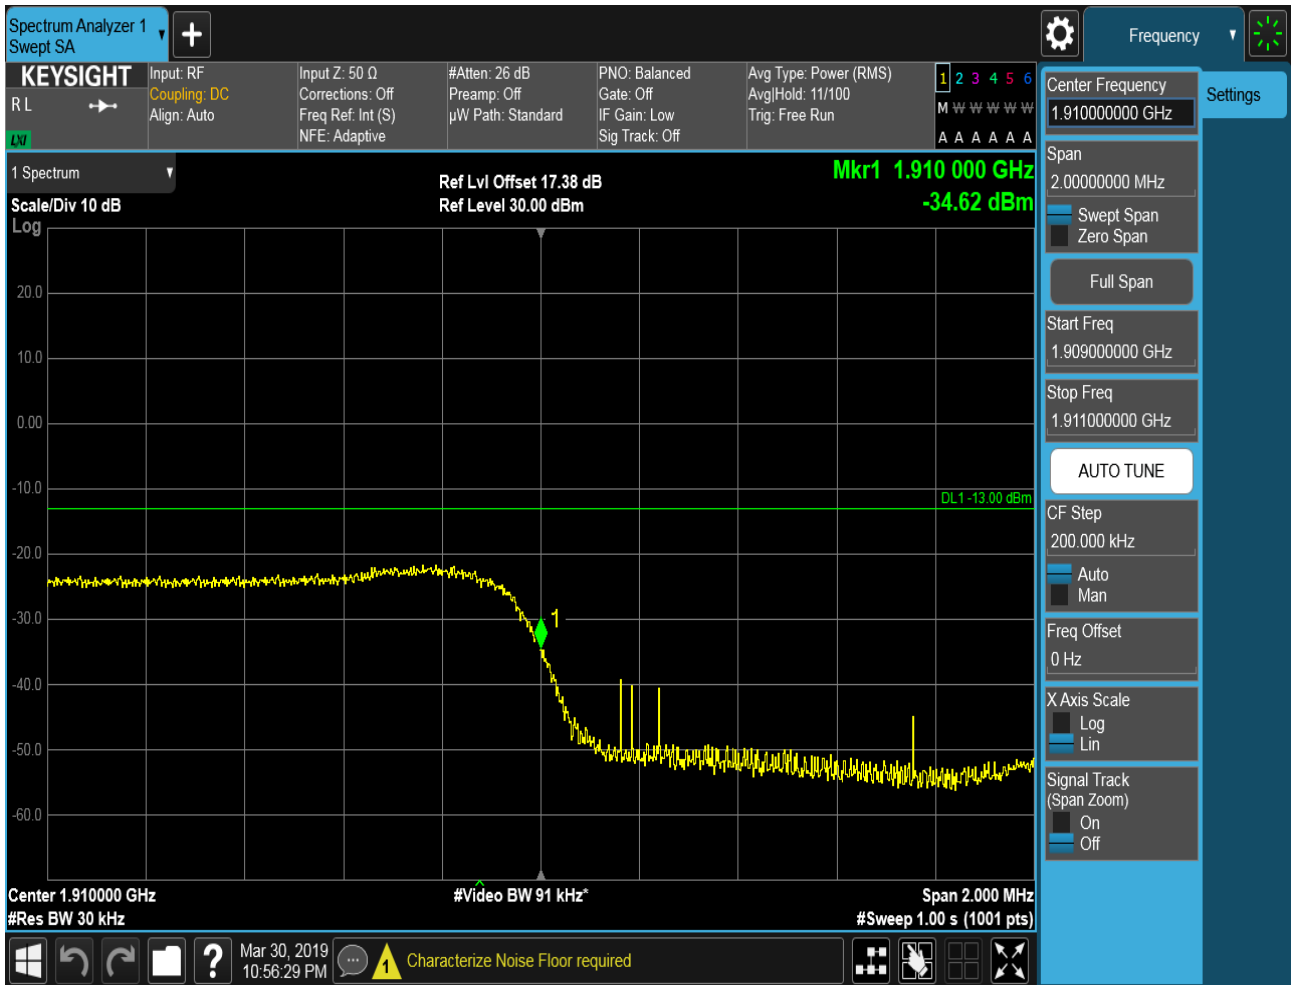 Spectrum Analyzer 1
Swept SA
Frequency
KEYSIGHT
R L
LXI
Input: RF
Coupling: DC
Align: Auto
Input Z: 50 Ω
Corrections: Off
Freq Ref: Int (S)
NFE: Adaptive
#Atten: 26 dB
Preamp: Off
µW Path: Standard
PNO: Balanced
Gate: Off
IF Gain: Low
Sig Track: Off
Avg Type: Power (RMS)
Avg|Hold: 11/100
Trig: Free Run
1 2 3 4 5 6
M W W W W W
A A A A A A
1 Spectrum
Scale/Div 10 dB
Log
Ref Lvl Offset 17.38 dB
Ref Level 30.00 dBm
Mkr1 1.910 000 GHz
-34.62 dBm
20.0
10.0
0.00
-10.0
DL1 -13.00 dBm
-20.0
-30.0
1
-40.0
-50.0
-60.0
Center 1.910000 GHz
#Video BW 91 kHz*
Span 2.000 MHz
#Res BW 30 kHz
#Sweep 1.00 s (1001 pts)
Center Frequency
1.910000000 GHz
Settings
Span
2.00000000 MHz
Swept Span
Zero Span
Full Span
Start Freq
1.909000000 GHz
Stop Freq
1.911000000 GHz
AUTO TUNE
CF Step
200.000 kHz
Auto
Man
Freq Offset
0 Hz
X Axis Scale
Log
Lin
Signal Track
(Span Zoom)
On
Off
?
Mar 30, 2019
10:56:29 PM
1
Characterize Noise Floor required